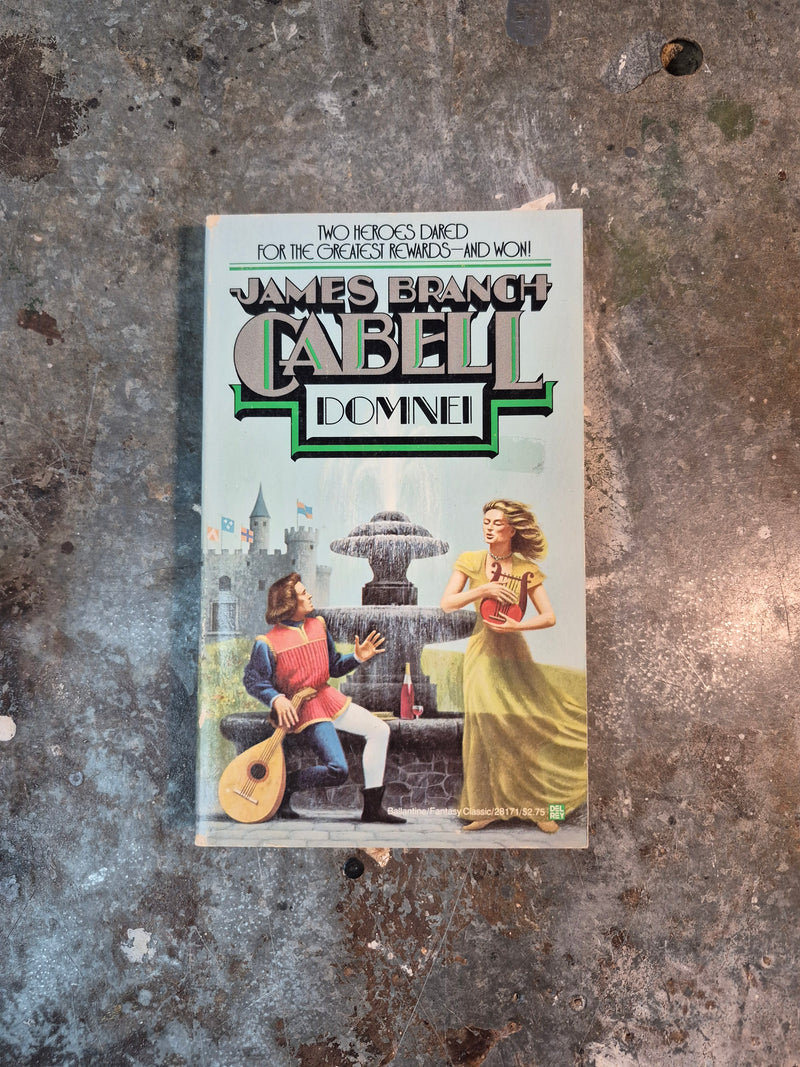 TWO HEROES DARED
FOR THE GREATEST REWARDS—AND WON!
JAMES BRANCH
CABELL
DOMNEI
Ballantine/Fantasy Classic/28171/$2.75
DEL
REY